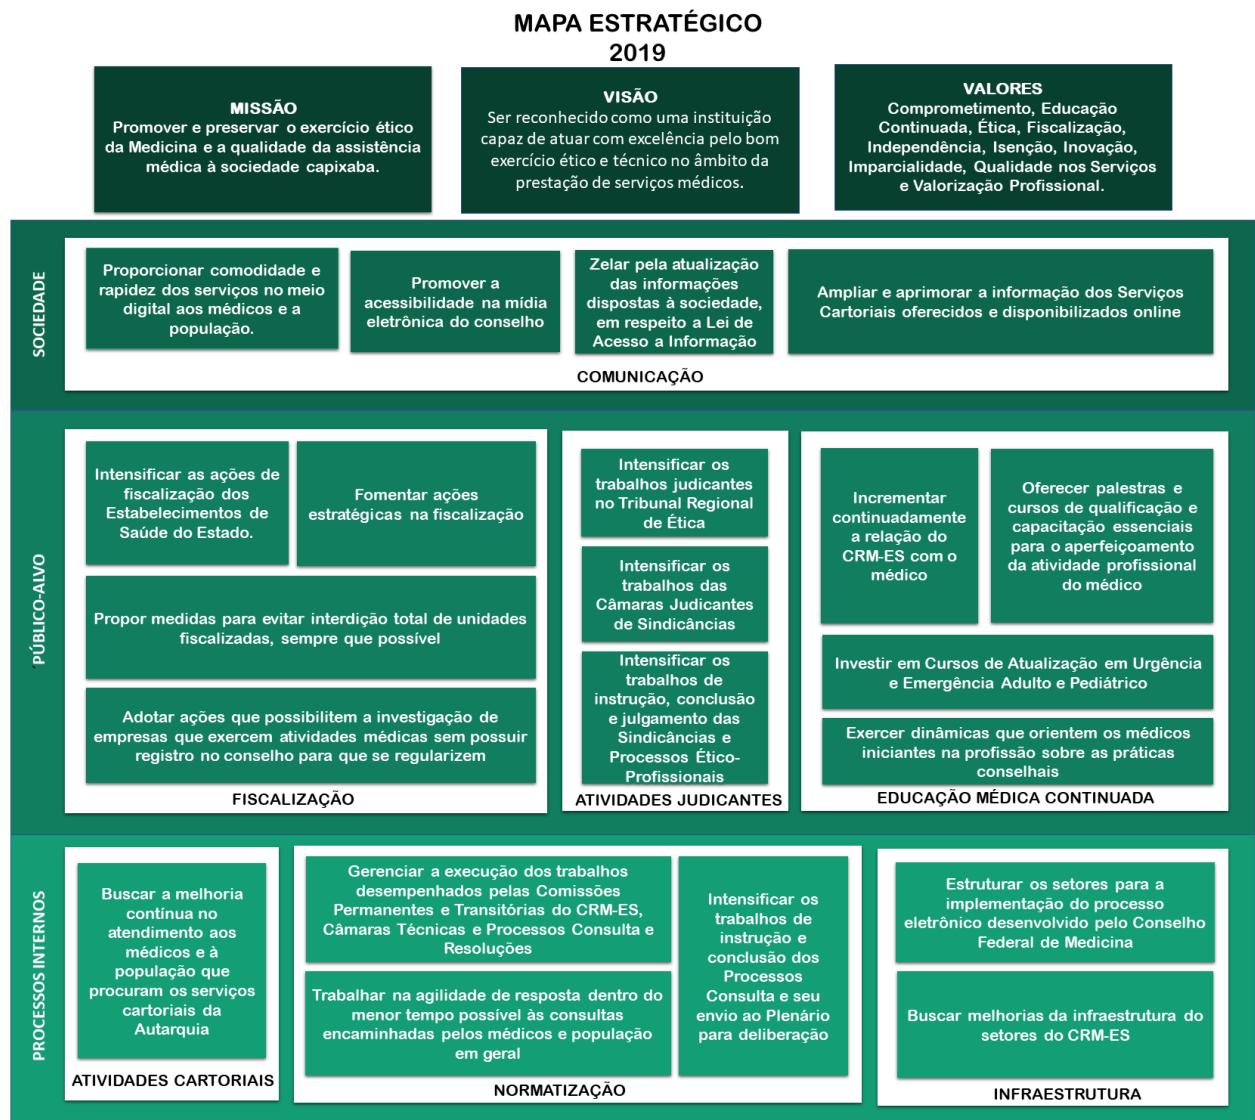 MAPA ESTRATÉGICO
2019
MISSÃO
Promover e preservar o exercício ético
da Medicina e a qualidade da assistência
médica à sociedade capixaba.
VISÃO
Ser reconhecido como uma instituição
capaz de atuar com excelência pelo bom
exercício ético e técnico no âmbito da
prestação de serviços médicos.
VALORES
Comprometimento, Educação
Continuada, Ética, Fiscalização,
Independência, Isenção, Inovação,
Imparcialidade, Qualidade nos Serviços
e Valorização Profissional.
SOCIEDADE
Proporcionar comodidade e
rapidez dos serviços no meio
digital aos médicos e a
população.
Promover a
acessibilidade na mídia
eletrônica do conselho
Zelar pela atualização
das informações
dispostas à sociedade,
em respeito a Lei de
Acesso a Informação
Ampliar e aprimorar a informação dos Serviços
Cartoriais oferecidos e disponibilizados online
COMUNICAÇÃO
´PÚBLICO-ALVO
Intensificar as ações de
fiscalização dos
Estabelecimentos de
Saúde do Estado.
Fomentar ações
estratégicas na fiscalização
Propor medidas para evitar interdição total de unidades
fiscalizadas, sempre que possível
Adotar ações que possibilitem a investigação de
empresas que exercem atividades médicas sem possuir
registro no conselho para que se regularizem
FISCALIZAÇÃO
Intensificar os
trabalhos judicantes
no Tribunal Regional
de Ética
Intensificar os
trabalhos das
Câmaras Judicantes
de Sindicâncias
Intensificar os
trabalhos de
instrução, conclusão
e julgamento das
Sindicâncias e
Processos Ético-
Profissionais
ATIVIDADES JUDICANTES
Incrementar
continuadamente
a relação do
CRM-ES com o
médico
Oferecer palestras e
cursos de qualificação e
capacitação essenciais
para o aperfeiçoamento
da atividade profissional
do médico
Investir em Cursos de Atualização em Urgência
e Emergência Adulto e Pediátrico
Exercer dinâmicas que orientem os médicos
iniciantes na profissão sobre as práticas
conselhais
EDUCAÇÃO MÉDICA CONTINUADA
PROCESSOS INTERNOS
Buscar a melhoria
contínua no
atendimento aos
médicos e à
população que
procuram os serviços
cartoriais da
Autarquia
ATIVIDADES CARTORIAIS
Gerenciar a execução dos trabalhos
desempenhados pelas Comissões
Permanentes e Transitórias do CRM-ES,
Câmaras Técnicas e Processos Consulta e
Resoluções
Trabalhar na agilidade de resposta dentro do
menor tempo possível às consultas
encaminhadas pelos médicos e população
em geral
Intensificar os
trabalhos de
instrução e
conclusão dos
Processos
Consulta e seu
envio ao Plenário
para deliberação
NORMATIZAÇÃO
Estruturar os setores para a
implementação do processo
eletrônico desenvolvido pelo Conselho
Federal de Medicina
Buscar melhorias da infraestrutura do
setores do CRM-ES
INFRAESTRUTURA